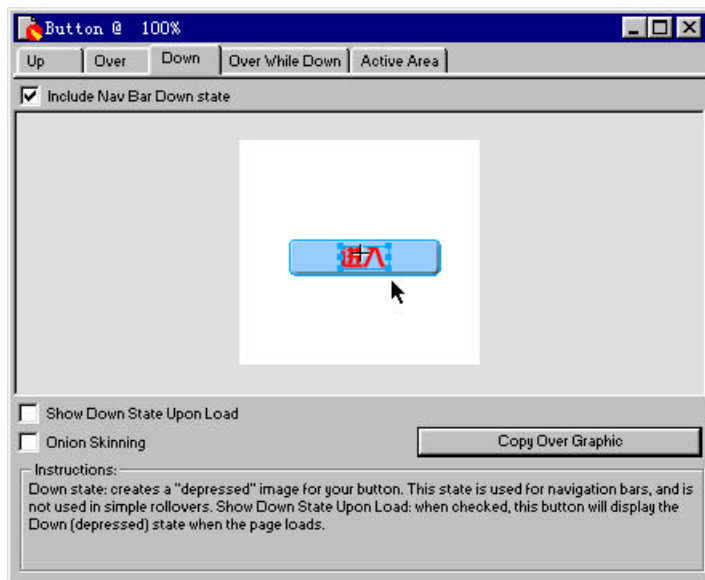 Button @ 100%
Up Over Down Over While Down Active Area
Include Nav Bar Down state
进入
Show Down State Upon Load
Onion Skinning Copy Over Graphic
Instructions:
Down state: creates a "depressed" image for your button. This state is used for navigation bars, and is
not used in simple rollovers. Show Down State Upon Load: when checked, this button will display the
Down (depressed) state when the page loads.